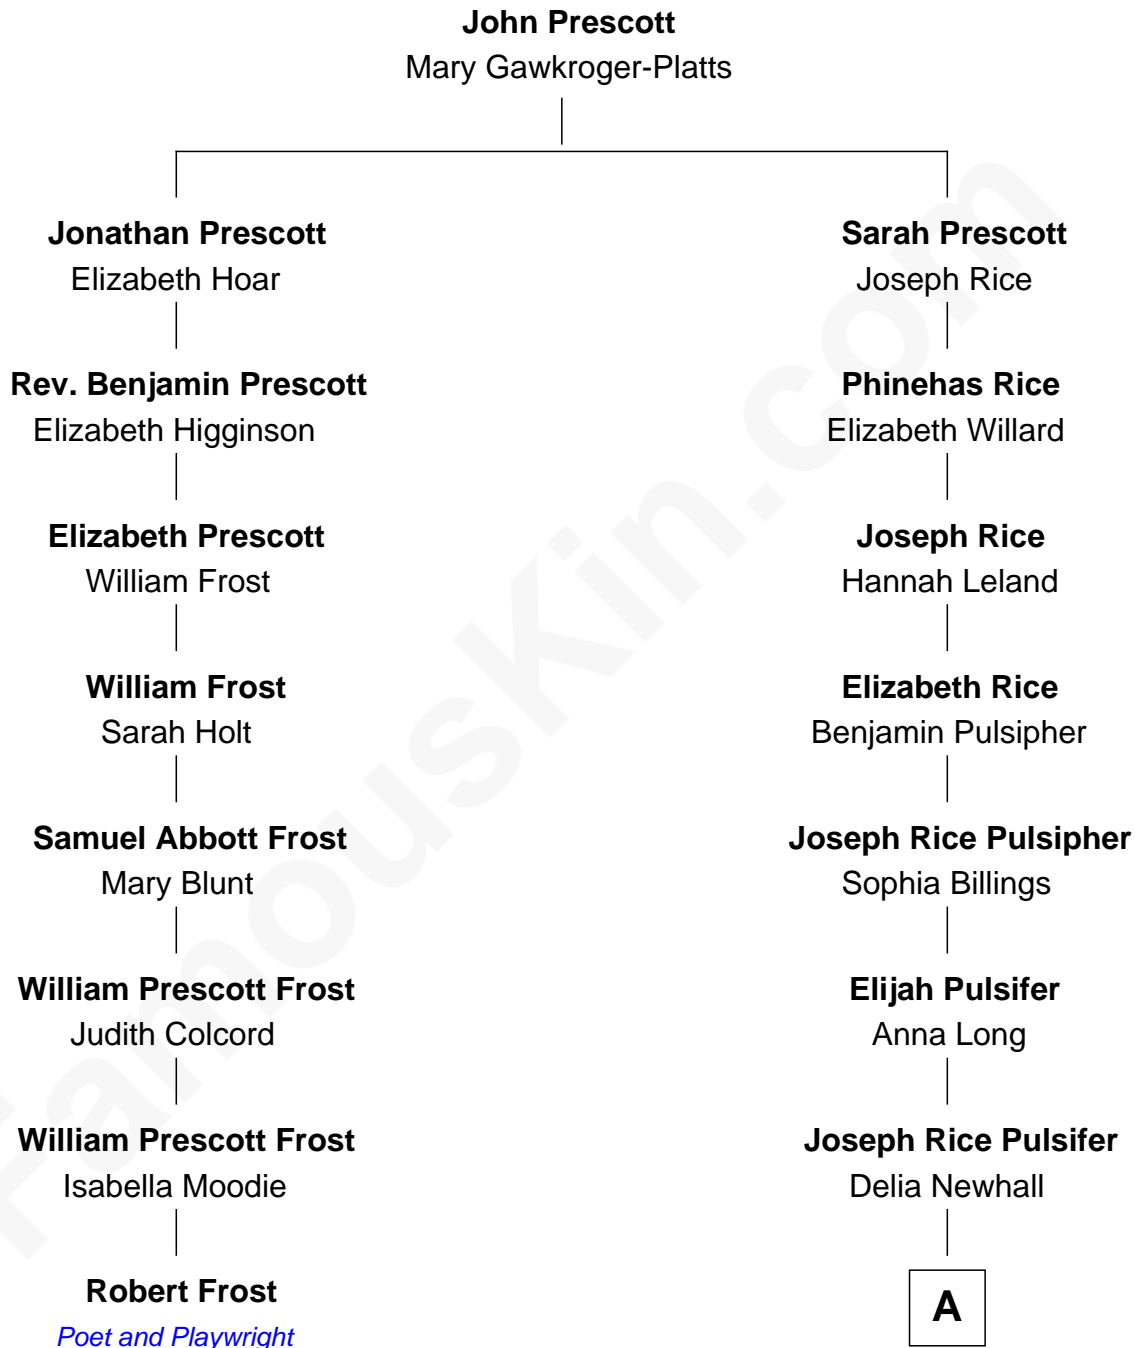 John Prescott
Mary Gawkroger-Platts
Jonathan Prescott
Elizabeth Hoar
Rev. Benjamin Prescott
Elizabeth Higginson
Elizabeth Prescott
William Frost
William Frost
Sarah Holt
Samuel Abbott Frost
Mary Blunt
William Prescott Frost
Judith Colcord
William Prescott Frost
Isabella Moodie
Robert Frost
Poet and Playwright
Sarah Prescott
Joseph Rice
Phinehas Rice
Elizabeth Willard
Joseph Rice
Hannah Leland
Elizabeth Rice
Benjamin Pulsipher
Joseph Rice Pulsipher
Sophia Billings
Elijah Pulsifer
Anna Long
Joseph Rice Pulsifer
Delia Newhall
A
FamousKin.com